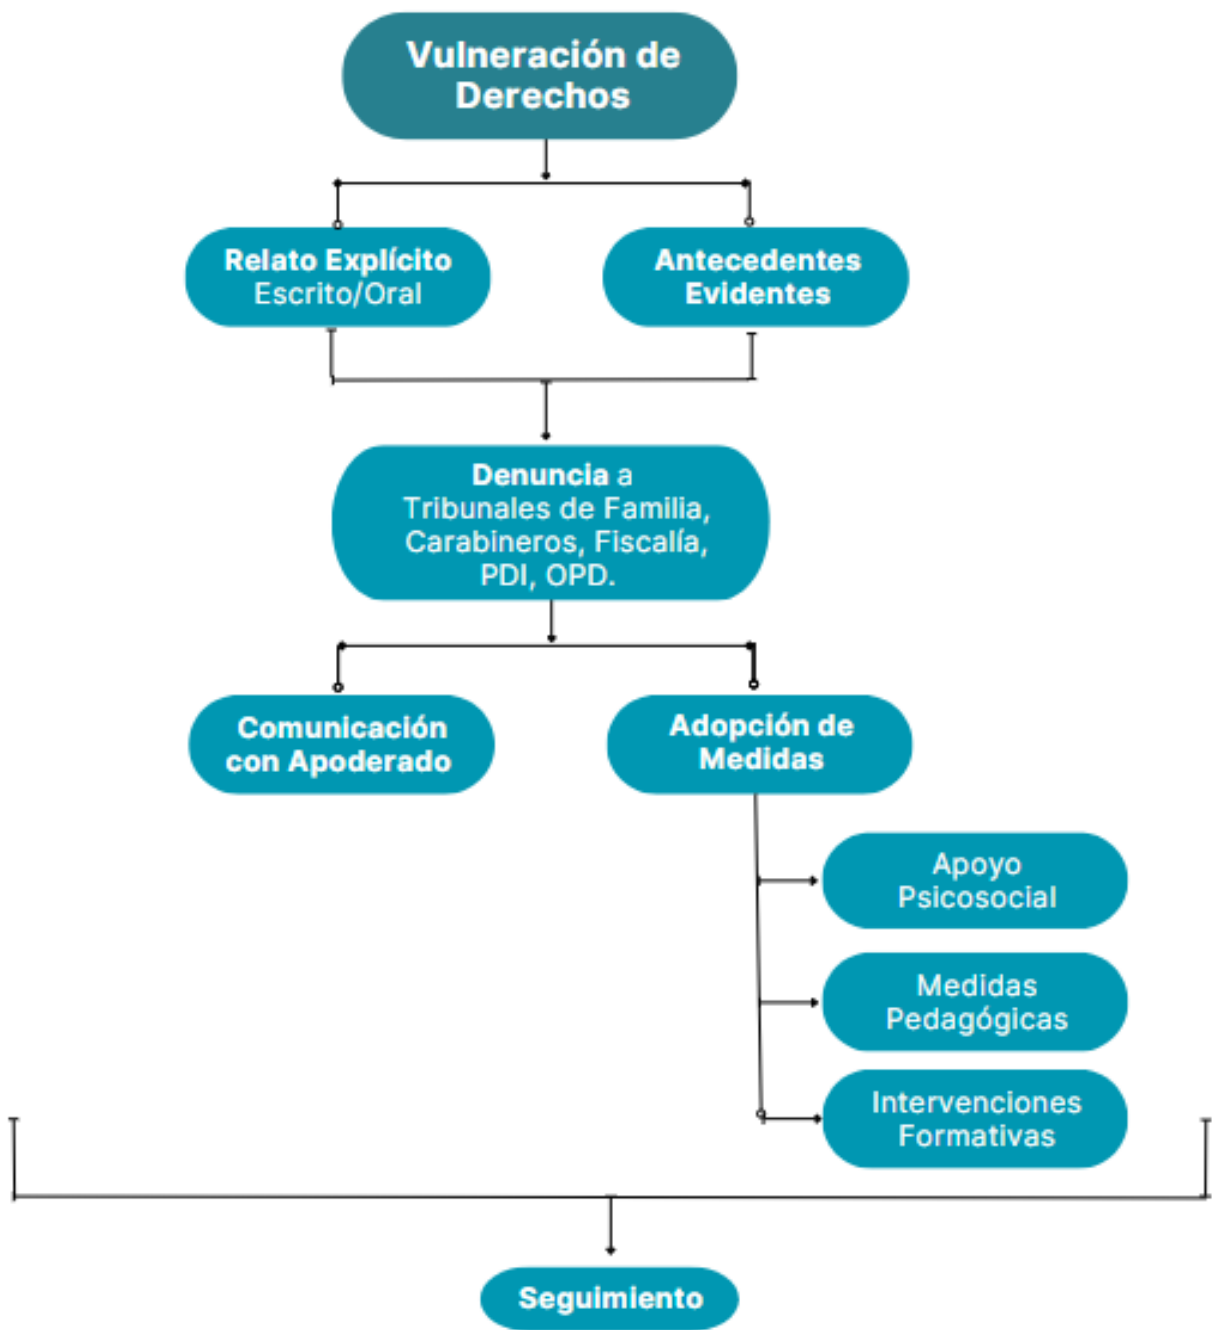 Vulneración de
Derechos
Relato Explícito
Escrito/Oral
Antecedentes
Evidentes
Denuncia a
Tribunales de Familia,
Carabineros, Fiscalía,
PDI, OPD.
Comunicación
con Apoderado
Adopción de
Medidas
Apoyo
Psicosocial
Medidas
Pedagógicas
Intervenciones
Formativas
Seguimiento